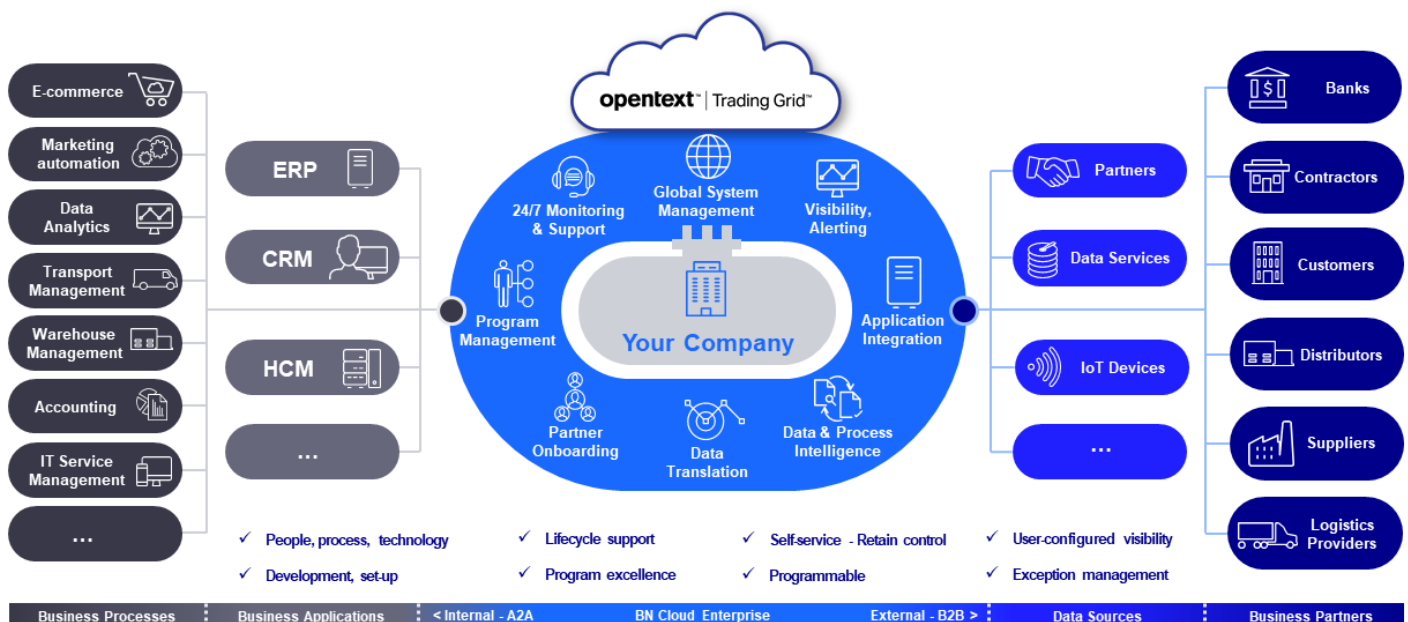 opentext™ | Trading Grid™
E-commerce
Marketing
automation
Data
Analytics
Transport
Management
Warehouse
Management
Accounting
IT Service
Management
...
ERP
CRM
HCM
...
24/7 Monitoring
& Support
Global System
Management
Visibility,
Alerting
Program
Management
Your Company
Application
Integration
Partner
Onboarding
Data
Translation
Data & Process
Intelligence
Partners
Data Services
IoT Devices
...
$
Banks
Contractors
Customers
Distributors
Suppliers
Logistics
Providers
✓ People, process, technology
✓ Lifecycle support
✓ Self-service - Retain control
✓ User-configured visibility
✓ Development, set-up
✓ Program excellence
✓ Programmable
✓ Exception management
Business Processes
Business Applications
< Internal - A2A
BN Cloud Enterprise
External - B2B >
Data Sources
Business Partners